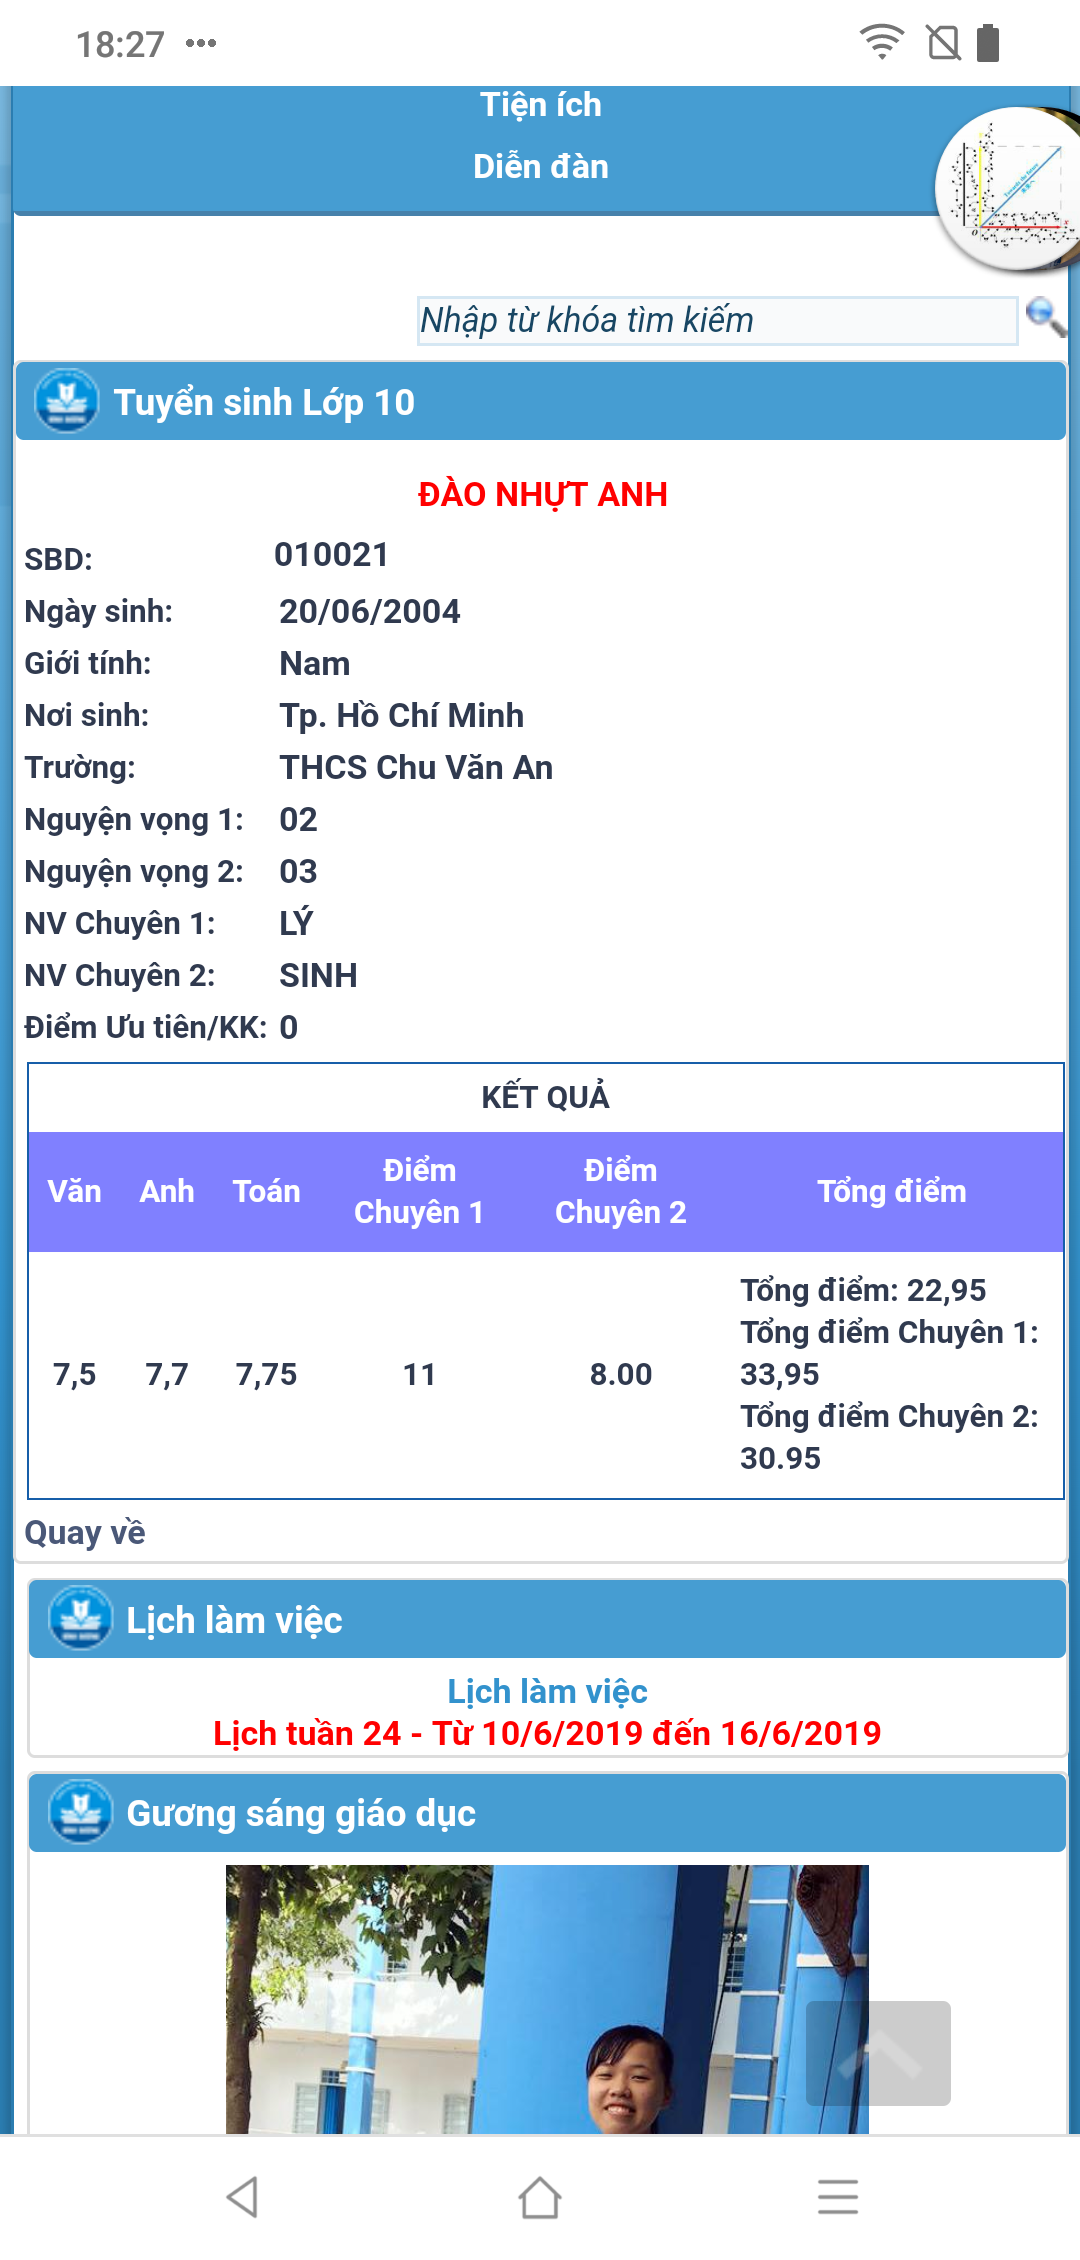 18:27
Tiện ích
Diễn đàn
Nhập từ khóa tìm kiếm
Tuyển sinh Lớp 10
ĐÀO NHỰT ANH
SBD: 010021
Ngày sinh: 20/06/2004
Giới tính: Nam
Nơi sinh: Tp. Hồ Chí Minh
Trường: THCS Chu Văn An
Nguyện vọng 1: 02
Nguyện vọng 2: 03
NV Chuyên 1: LÝ
NV Chuyên 2: SINH
Điểm Ưu tiên/KK: 0
KẾT QUẢ
Văn Anh Toán Điểm Chuyên 1 Điểm Chuyên 2 Tổng điểm
7,5 7,7 7,75 11 8.00
Tổng điểm: 22,95
Tổng điểm Chuyên 1:
33,95
Tổng điểm Chuyên 2:
30.95
Quay về
Lịch làm việc
Lịch làm việc
Lịch tuần 24 - Từ 10/6/2019 đến 16/6/2019
Gương sáng giáo dục